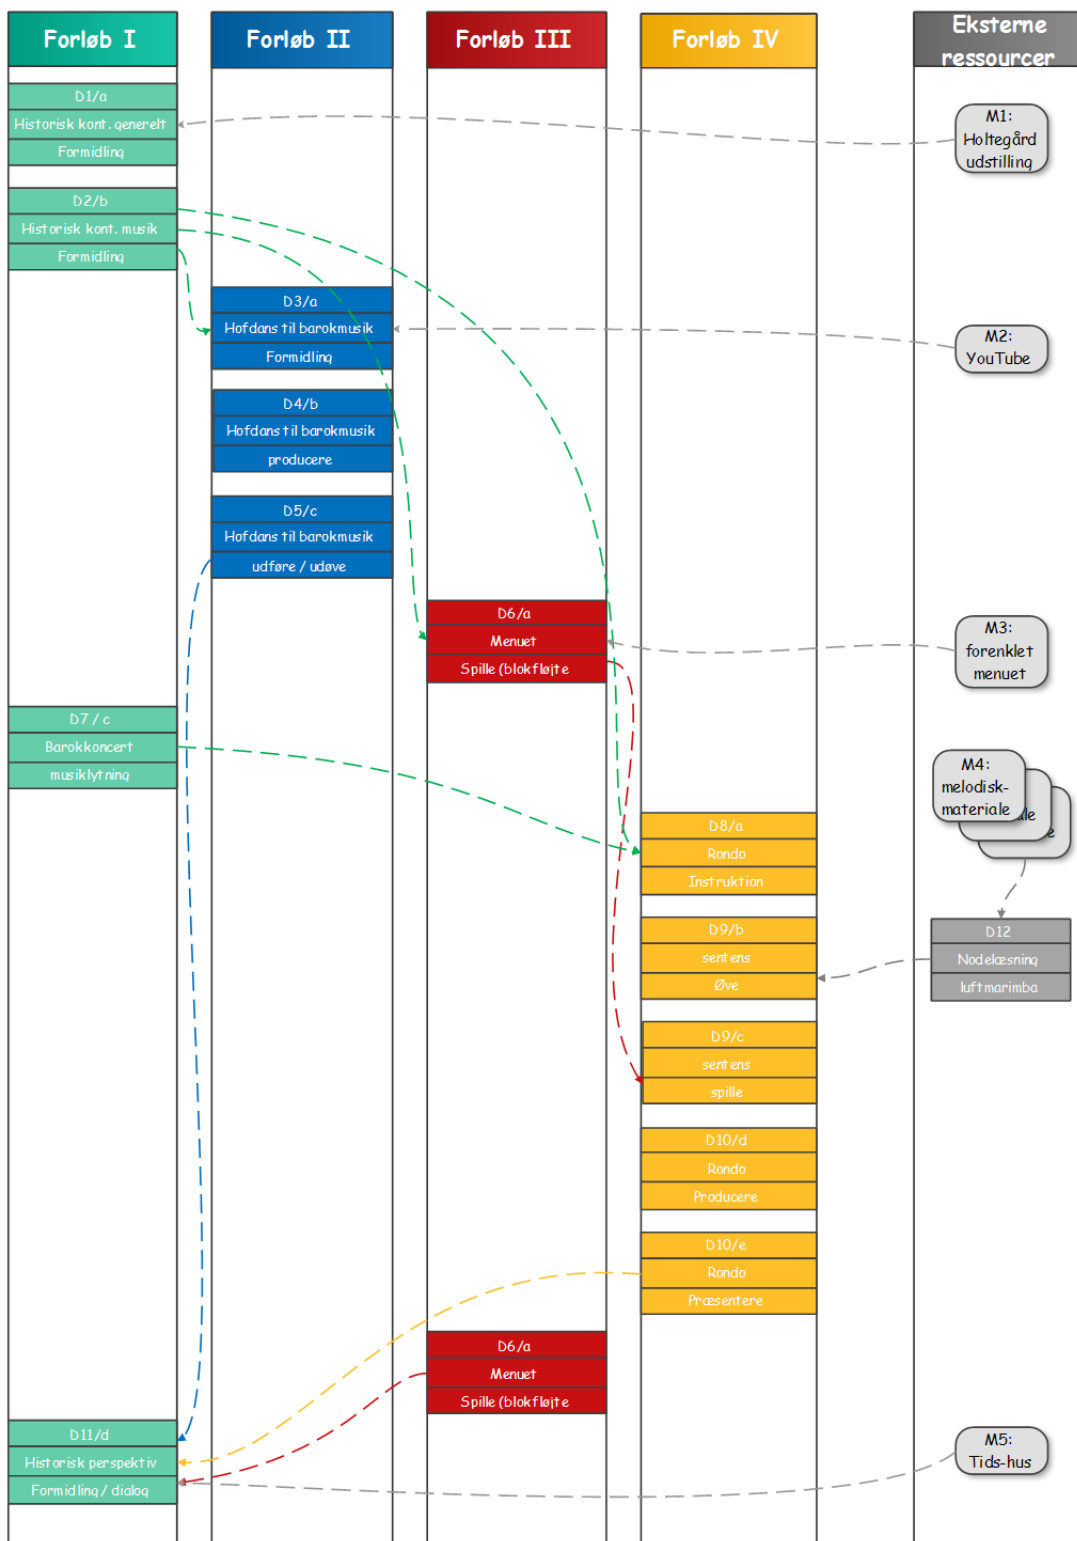 Forløb I
Forløb II
Forløb III
Forløb IV
Eksterne
ressourcer
D1/a
Historisk kont. generelt
Formidling
M1:
Holtegård
udstilling
D2/b
Historisk kont. musik
Formidling
D3/a
Hofdans til barokmusik
Formidling
M2:
YouTube
D4/b
Hofdans til barokmusik
producere
D5/c
Hofdans til barokmusik
udføre / udøve
D6/a
Menuet
Spille (blokfløjte
M3:
forenklet
menuet
D7 / c
Barokkoncert
musiklytning
M4:
melodisk-
materiale
ale
e
D8/a
Rondo
Instruktion
D9/b
sentens
Øve
D12
Nodelæsning
luftmarimba
D9/c
sentens
spille
D10/d
Rondo
Producere
D10/e
Rondo
Præsentere
D6/a
Menuet
Spille (blokfløjte
D11/d
Historisk perspektiv
Formidling / dialog
M5:
Tids-hus